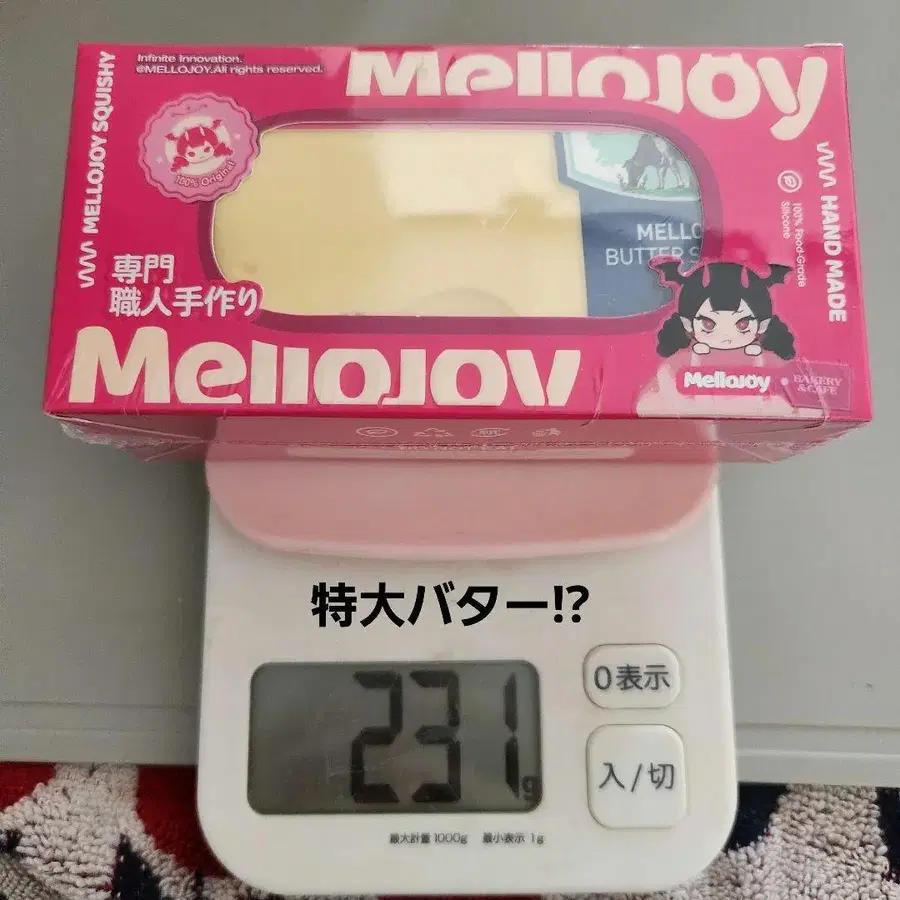 Infinite Innovation.
@MELLOJOY.All rights reserved.
Mellojoy
MELLOJOY SQUISHY
100% Original
HAND MADE
100% Food-Grade
Silicone
MELLO
BUTTER S
専門
職人手作り
Mellojoy
Mellojoy
BAKERY
& CAFE
特大バター!?
231g
0表示
入/切
最大計量 1000g 最小表示 1g